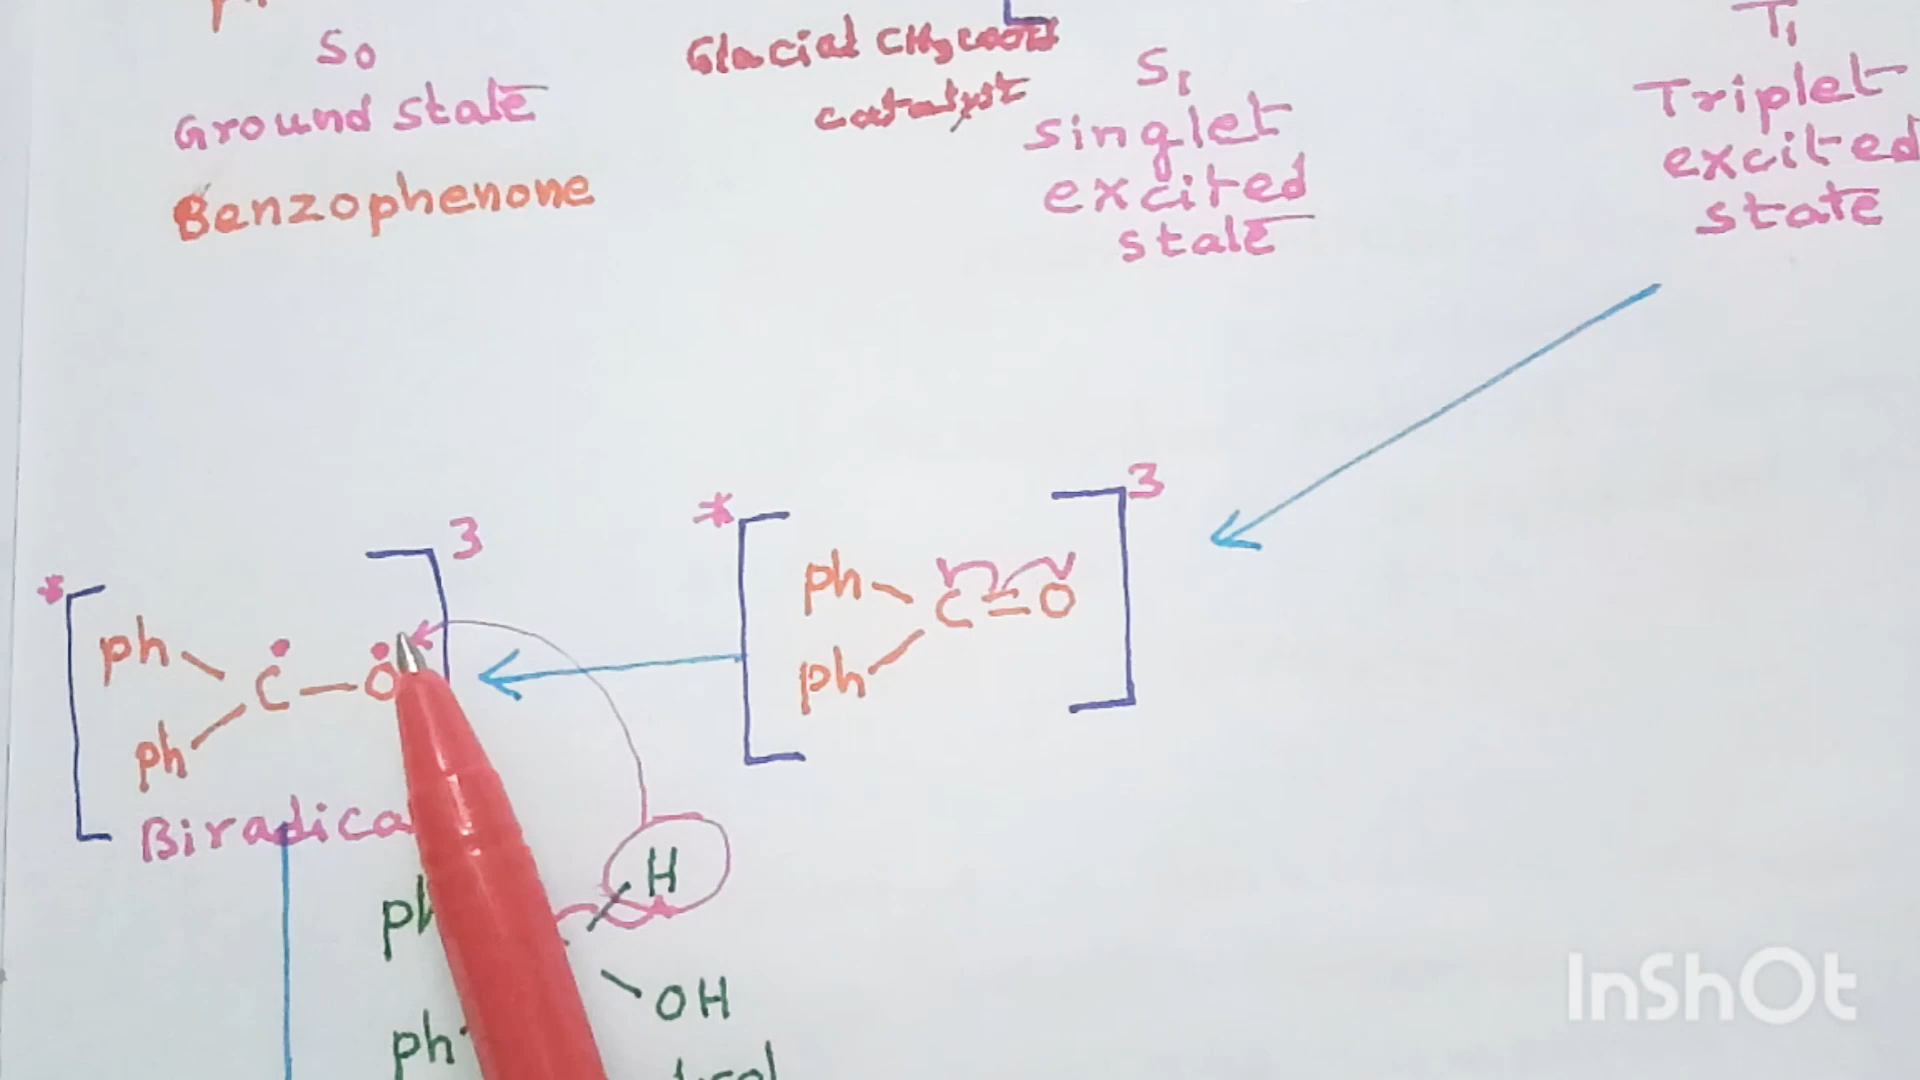 S0
Ground state
Benzophenone
Glacial CH3COOH
catalyst
S1
singlet
excited
state
T1
Triplet
excited
state
* 3
ph
C = O
ph
* 3
ph
C — O
ph
Biradica
H
ph
OH
ph
InShOt